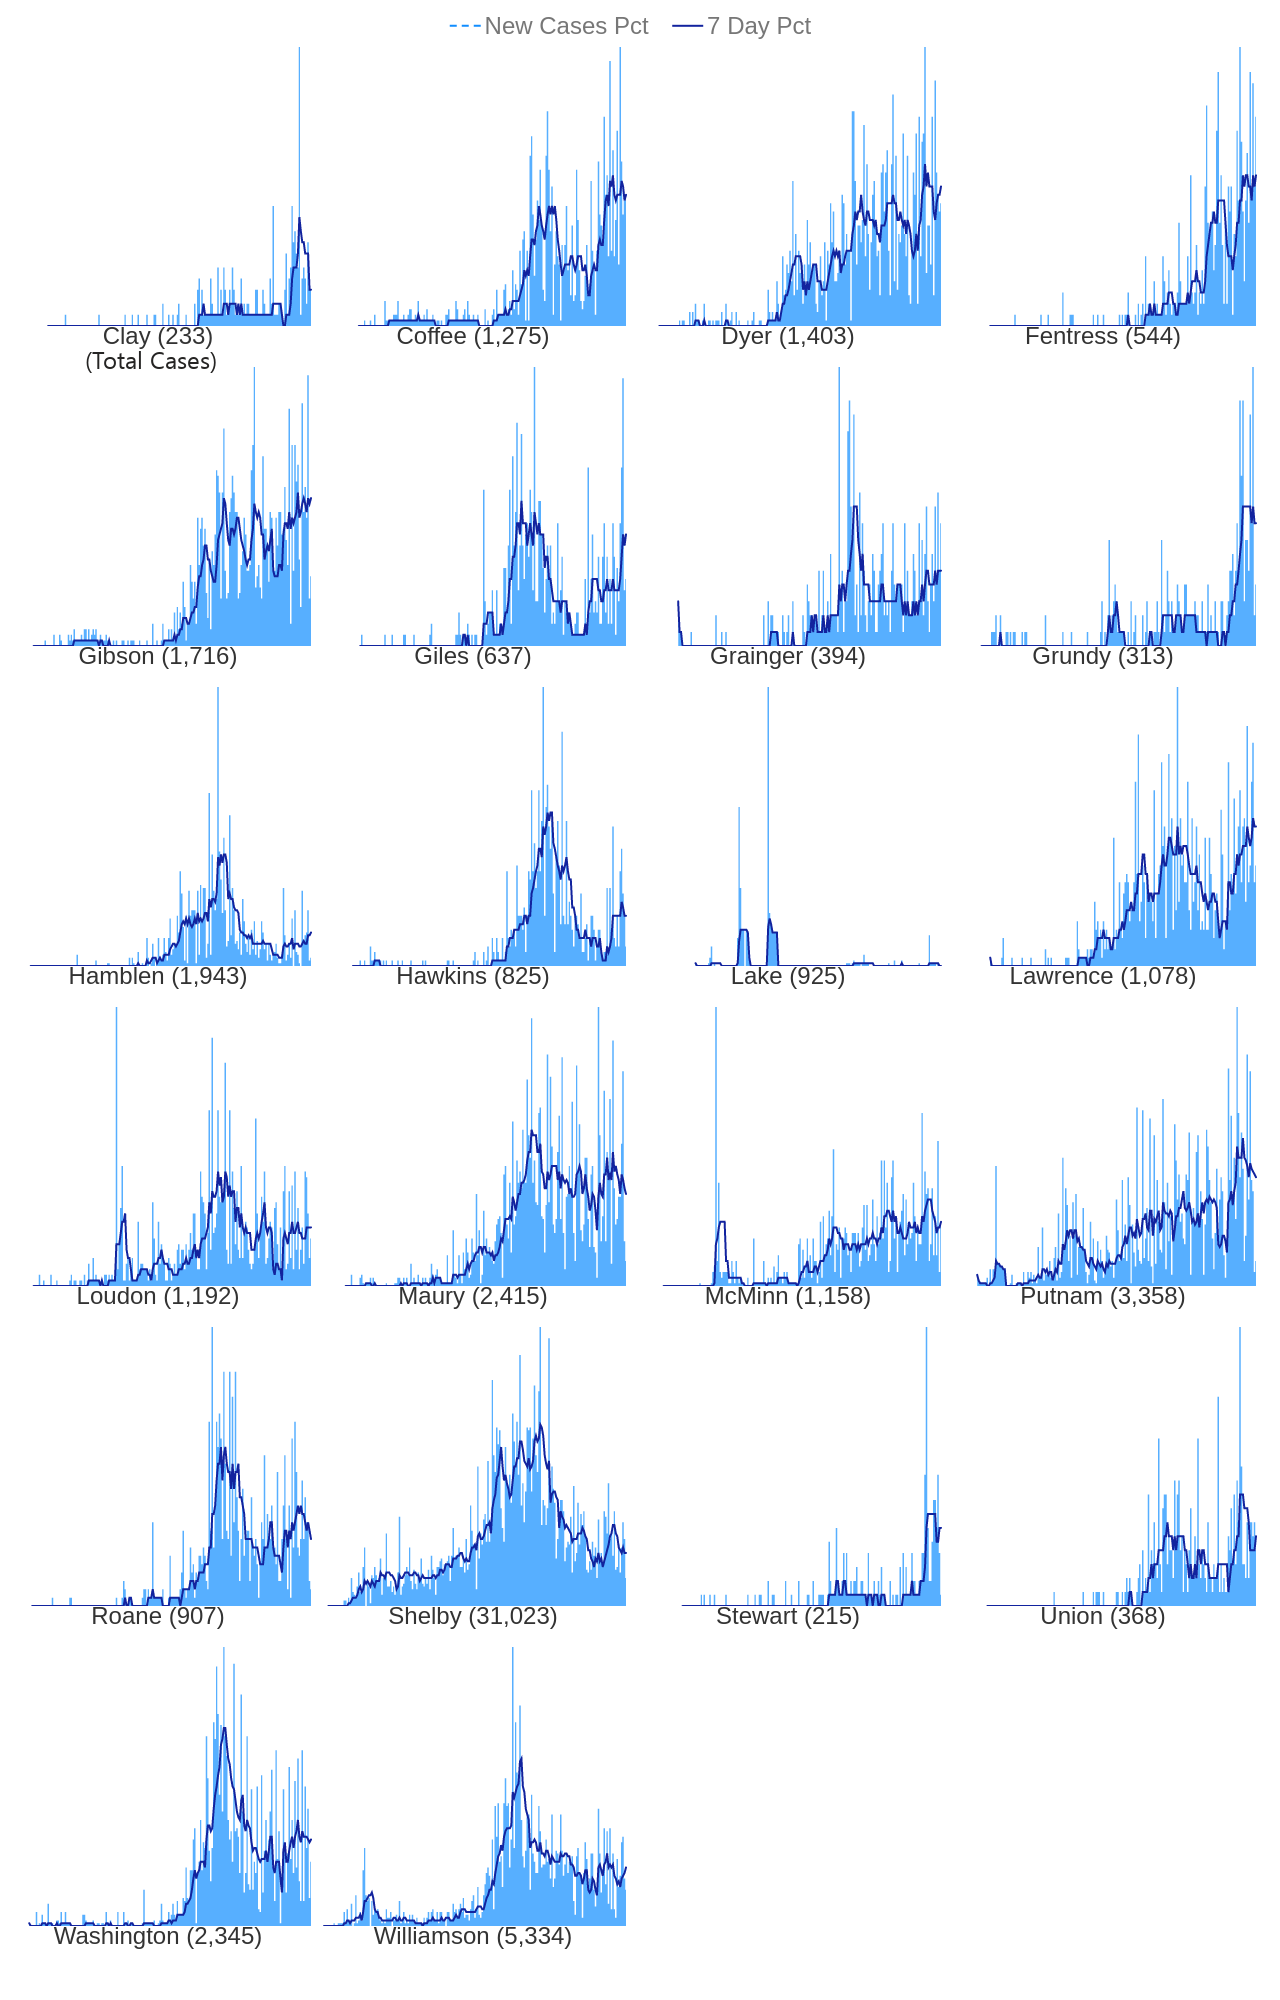 New Cases Pct 7 Day Pct
Clay (233) Coffee (1,275) Dyer (1,403) Fentress (544)
(Total Cases)
Gibson (1,716) Giles (637) Grainger (394) Grundy (313)
Hamblen (1,943) Hawkins (825) Lake (925) Lawrence (1,078)
Loudon (1,192) Maury (2,415) McMinn (1,158) Putnam (3,358)
Roane (907) Shelby (31,023) Stewart (215) Union (368)
Washington (2,345) Williamson (5,334)